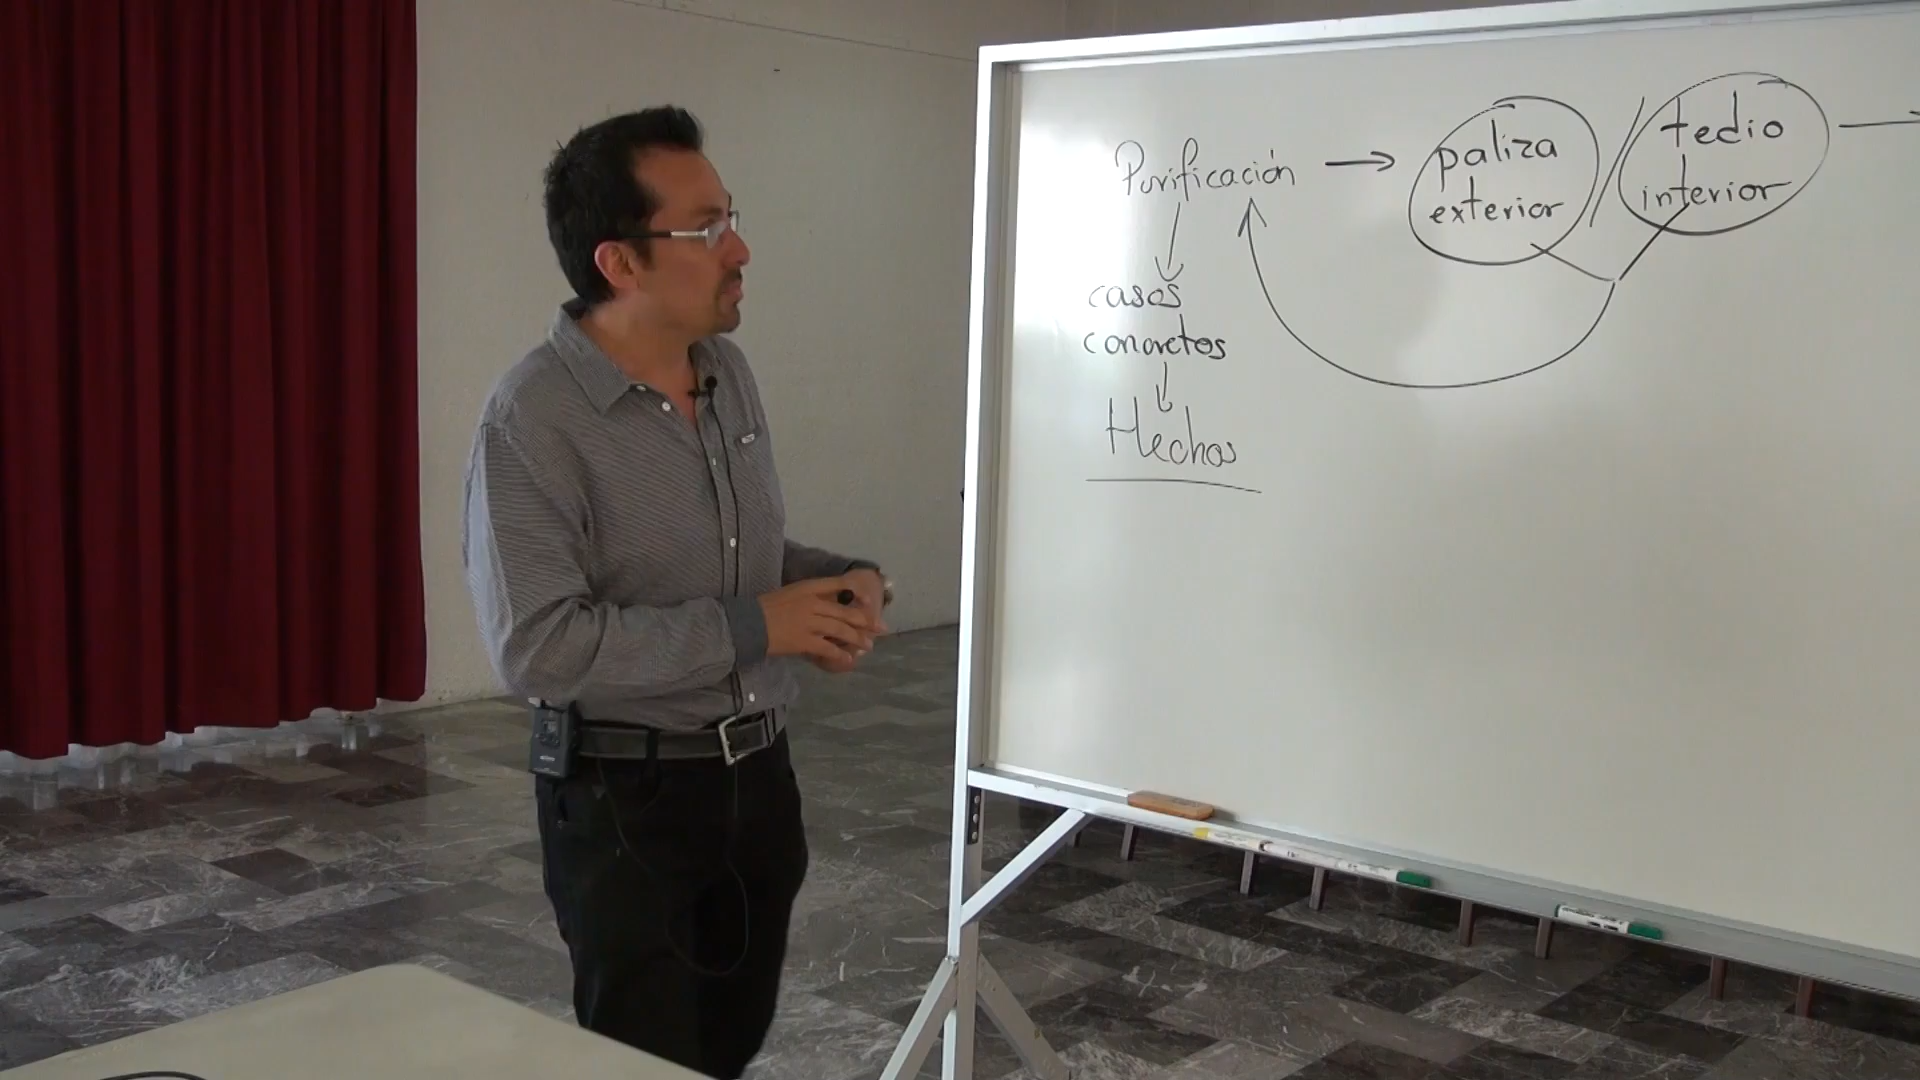 Purificación → paliza exterior / tedio interior →
casos
concretos
Hechos